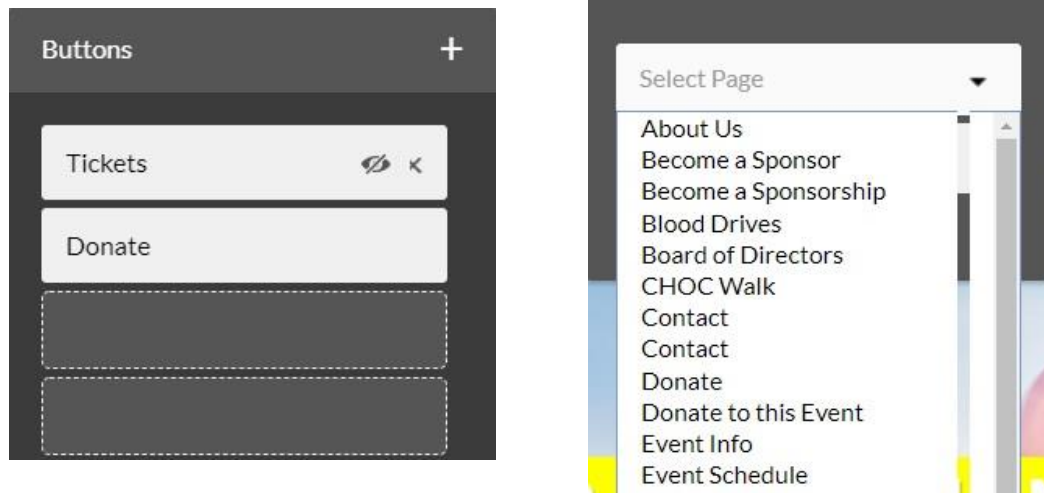 Buttons
Tickets
Donate
Select Page
About Us
Become a Sponsor
Become a Sponsorship
Blood Drives
Board of Directors
CHOC Walk
Contact
Contact
Donate
Donate to this Event
Event Info
Event Schedule